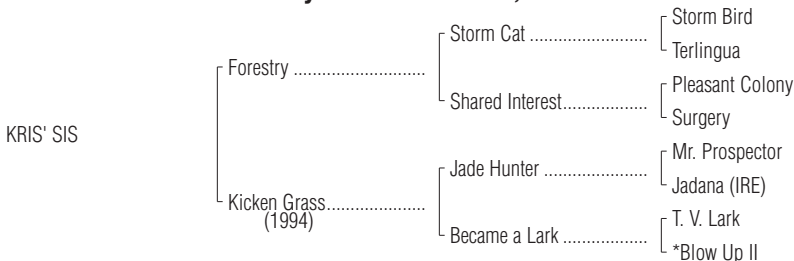 Storm Bird
Storm Cat ..........................
Terlingua
Forestry ............................
Pleasant Colony
Shared Interest...................
Surgery
KRIS' SIS
Mr. Prospector
Jade Hunter .......................
Jadana (IRE)
Kicken Grass.....................
(1994)
T. V. Lark
Became a Lark ...................
*Blow Up II